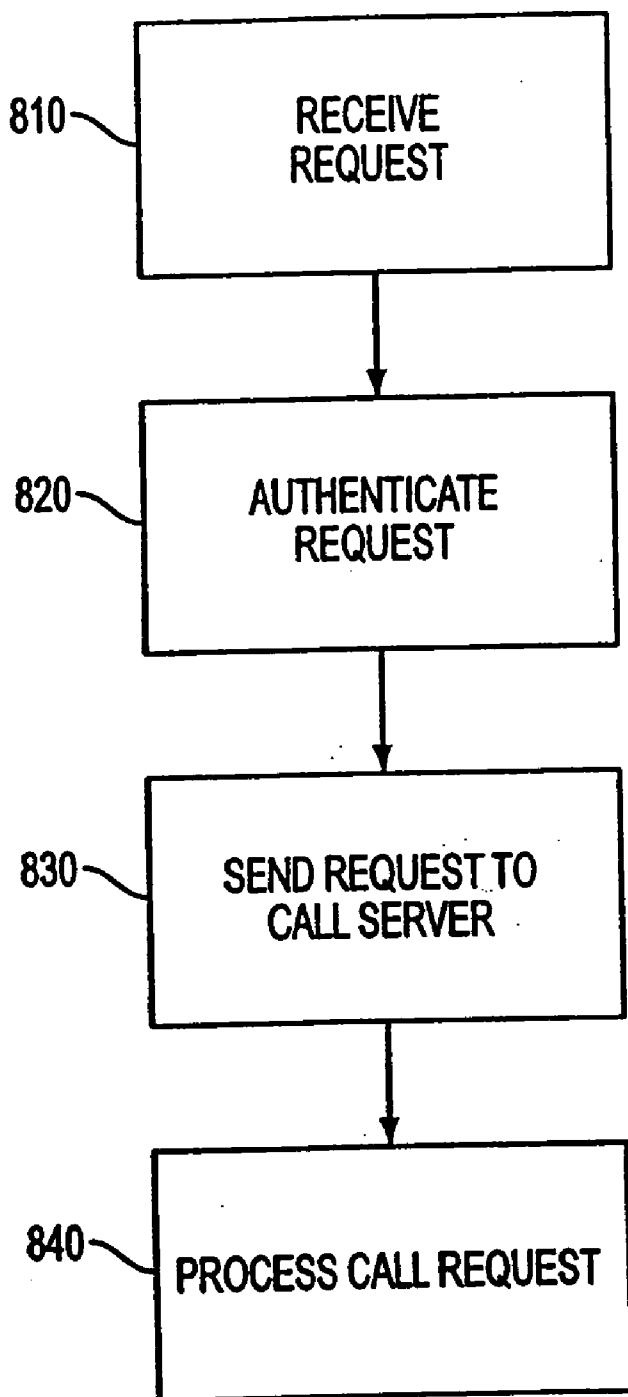 810
RECEIVE
REQUEST
820
AUTHENTICATE
REQUEST
830
SEND REQUEST TO
CALL SERVER
840
PROCESS CALL REQUEST